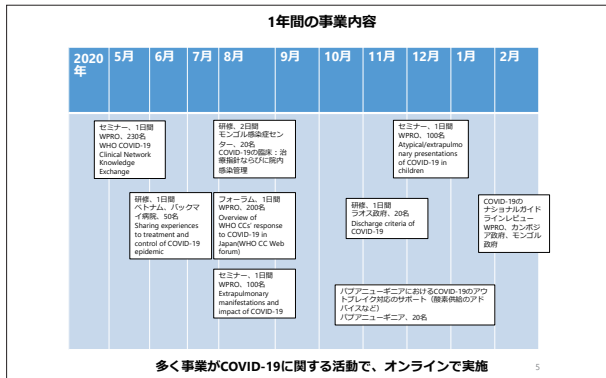 1年間の事業内容
2020
年
5月
6月
7月
8月
9月
10月
11月
12月
1月
2月
セミナー、1日間
WPRO、230名
WHO COVID-19
Clinical Network
Knowledge
Exchange
研修、2日間
モンゴル感染症セン
ター、20名
COVID-19の臨床：治
療指針ならびに院内
感染管理
セミナー、1日間
WPRO、100名
Atypical/extrapulmo
nary presentations
of COVID-19 in
children
研修、1日間
ベトナム、バックマ
イ病院、50名
Sharing experiences
to treatment and
control of COVID-19
epidemic
フォーラム、1日間
WPRO、200名
Overview of
WHO CCs' response
to COVID-19 in
Japan(WHO CC Web
forum)
研修、1日間
ラオス政府、20名
Discharge criteria of
COVID-19
COVID-19の
ナショナルガイド
ラインレビュー
WPRO、カンボジ
ア政府、モンゴル
政府
セミナー、1日間
WPRO、100名
Extrapulmonary
manifestations and
impact of COVID-19
パプアニューギニアにおけるCOVID-19のアウ
トブレイク対応のサポート（酸素供給のアド
バイスなど）
パプアニューギニア、20名
多く事業がCOVID-19に関する活動で、オンラインで実施
5